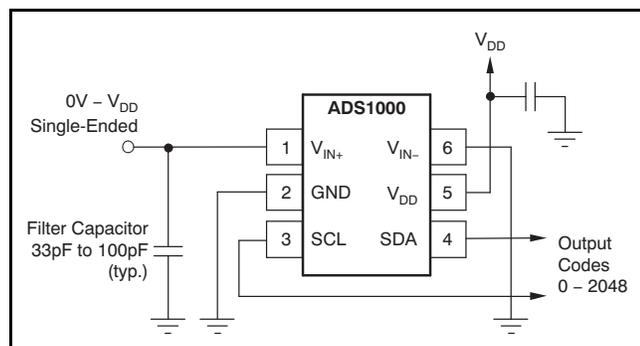 V_DD
0V – V_DD
Single-Ended
ADS1000
1 V_IN+ V_IN– 6
2 GND V_DD 5
3 SCL SDA 4
Filter Capacitor
33pF to 100pF
(typ.)
Output
Codes
0 – 2048